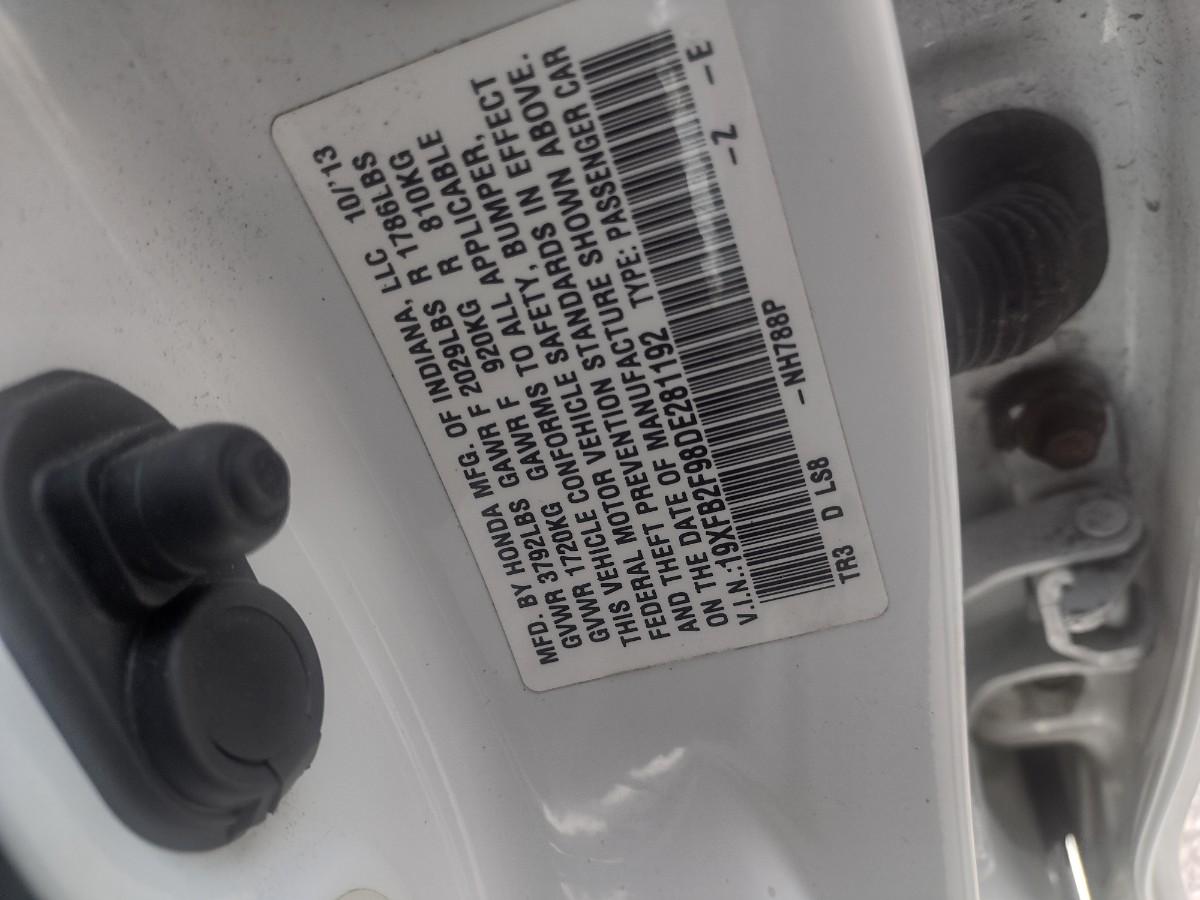 MFD. BY HONDA MFG. OF INDIANA, LLC 10/'13
GVWR 3792LBS GAWR F 2029LBS R 1786LBS
GVWR 1720KG GAWR F 920KG R 810KG
THIS VEHICLE CONFORMS TO ALL APPLICABLE
FEDERAL MOTOR VEHICLE SAFETY, BUMPER,
AND THEFT PREVENTION STANDARDS IN EFFECT
ON THE DATE OF MANUFACTURE SHOWN ABOVE.
V.I.N.:19XFB2F98DE281192 TYPE: PASSENGER CAR
TR3 D LS8 –NH788P –Z –E